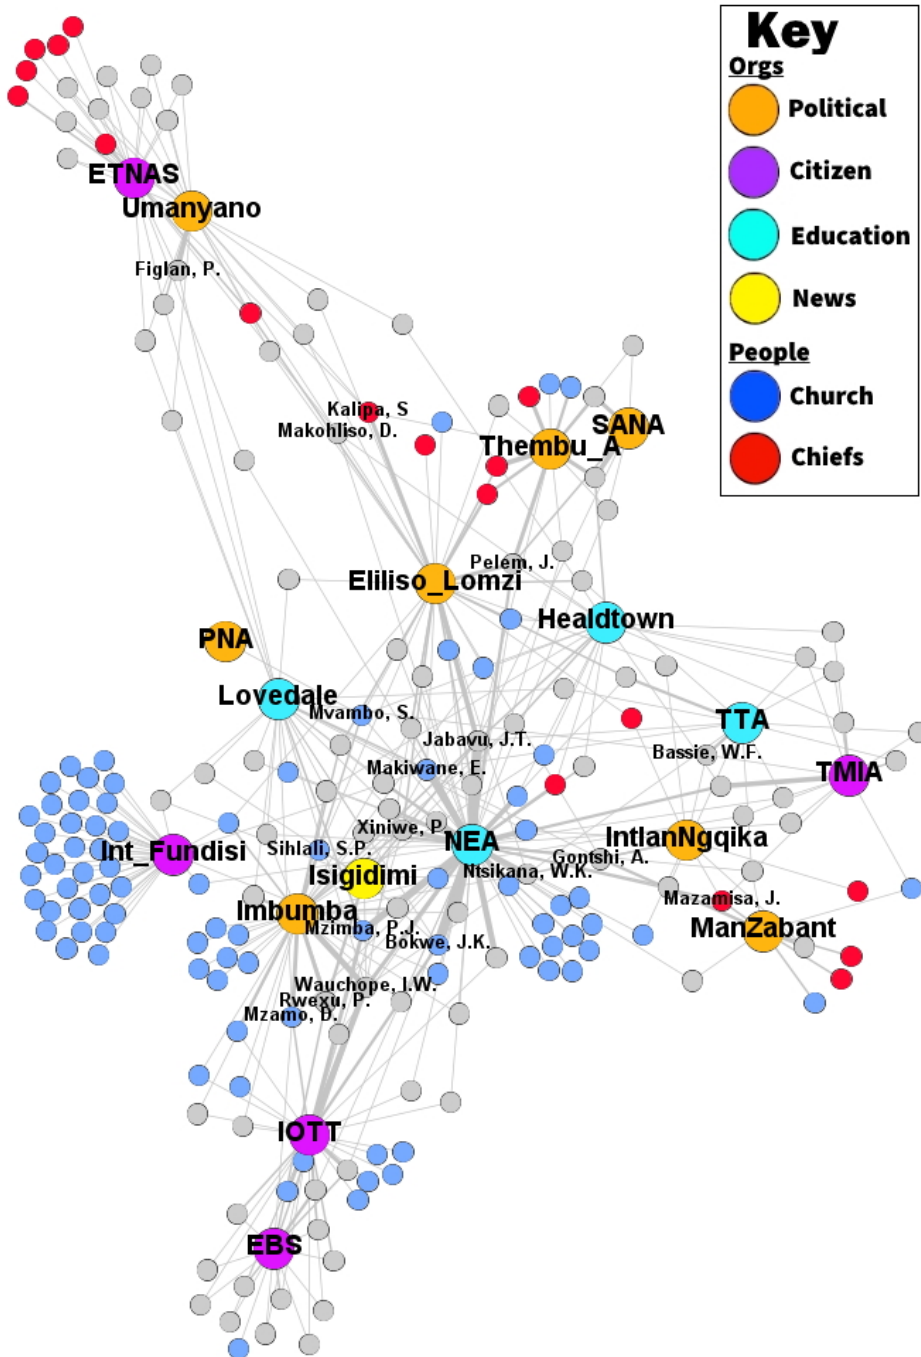 Key
Orgs
Political
Citizen
Education
News
People
Church
Chiefs
ETNAS
Umanyano
Figlan, P.
Kalipa, S
Makohliso, D.
SANA
Thembu_A
Pelem, J.
Eliliso_Lomzi
Healdtown
PNA
Lovedale
Mvambo, S.
TTA
Jabavu, J.T.
Bassie, W.F.
Makiwane, E.
TMIA
Xiniwe, P
NEA
IntlanNgqika
Sihlali, S.P.
Int_Fundisi
Gontshi, A.
Isigidimi
Ntsikana, W.K.
Mazamisa, J.
Imbumba
Mzimba, P.J.
ManZabant
Bokwe, J.K.
Wauchope, I.W.
Rwexu, P.
Mzamo, D.
IOTT
EBS